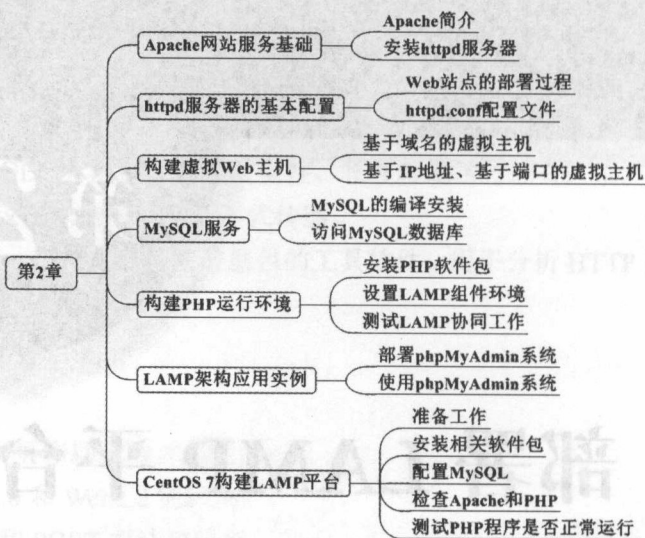 第2章
Apache网站服务基础
Apache简介
安装httpd服务器
httpd服务器的基本配置
Web站点的部署过程
httpd.conf配置文件
构建虚拟Web主机
基于域名的虚拟主机
基于IP地址、基于端口的虚拟主机
MySQL服务
MySQL的编译安装
访问MySQL数据库
构建PHP运行环境
安装PHP软件包
设置LAMP组件环境
测试LAMP协同工作
LAMP架构应用实例
部署phpMyAdmin系统
使用phpMyAdmin系统
CentOS 7构建LAMP平台
准备工作
安装相关软件包
配置MySQL
检查Apache和PHP
测试PHP程序是否正常运行